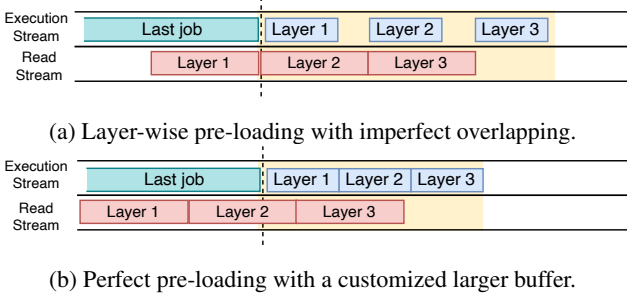 Execution Stream
Last job
Layer 1
Layer 2
Layer 3
Read Stream
Layer 1
Layer 2
Layer 3
(a) Layer-wise pre-loading with imperfect overlapping.
Execution Stream
Last job
Layer 1
Layer 2
Layer 3
Read Stream
Layer 1
Layer 2
Layer 3
(b) Perfect pre-loading with a customized larger buffer.